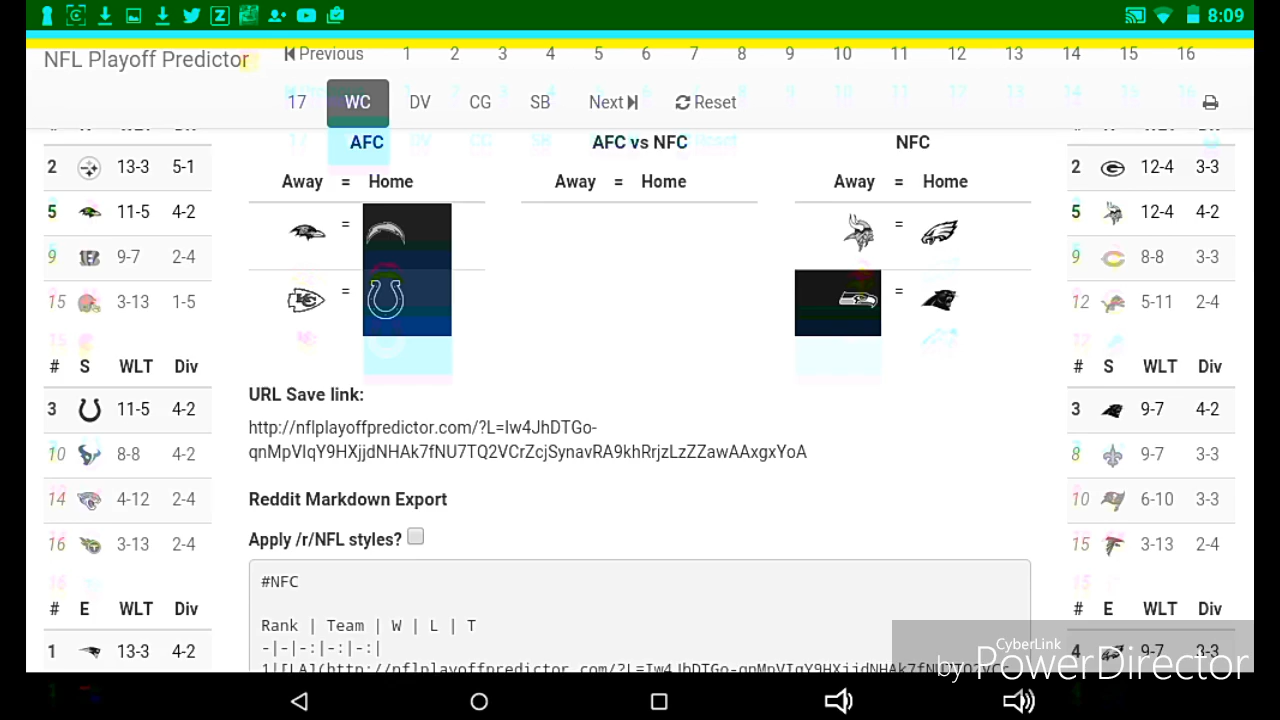 8:09
NFL Playoff Predictor
Previous 1 2 3 4 5 6 7 8 9 10 11 12 13 14 15 16
17 WC DV CG SB Next Reset
2 13-3 5-1
5 11-5 4-2
9 9-7 2-4
15 3-13 1-5
# S WLT Div
3 11-5 4-2
10 8-8 4-2
14 4-12 2-4
16 3-13 2-4
# E WLT Div
1 13-3 4-2
AFC
Away = Home
=
=
AFC vs NFC
Away = Home
NFC
Away = Home
=
=
URL Save link:
http://nflplayoffpredictor.com/?L=Iw4JhDTGo-
qnMpVIqY9HXjjdNHAk7fNU7TQ2VCrZcjSynavRA9khRrjzLzZZawAAxgxYoA
Reddit Markdown Export
Apply /r/NFL styles?
#NFC
Rank | Team | W | L | T
-|-|-:|-:|-:|
1|[LA](http://nflplayoffpredictor.com/?L=Iw4JhDTGo-qnMpVIqY9HXjjdNHAk7fNU7TQ2VCr
2 12-4 3-3
5 12-4 4-2
9 8-8 3-3
12 5-11 2-4
# S WLT Div
3 9-7 4-2
8 9-7 3-3
10 6-10 3-3
15 3-13 2-4
# E WLT Div
4 9-7 3-3
CyberLink
by PowerDirector